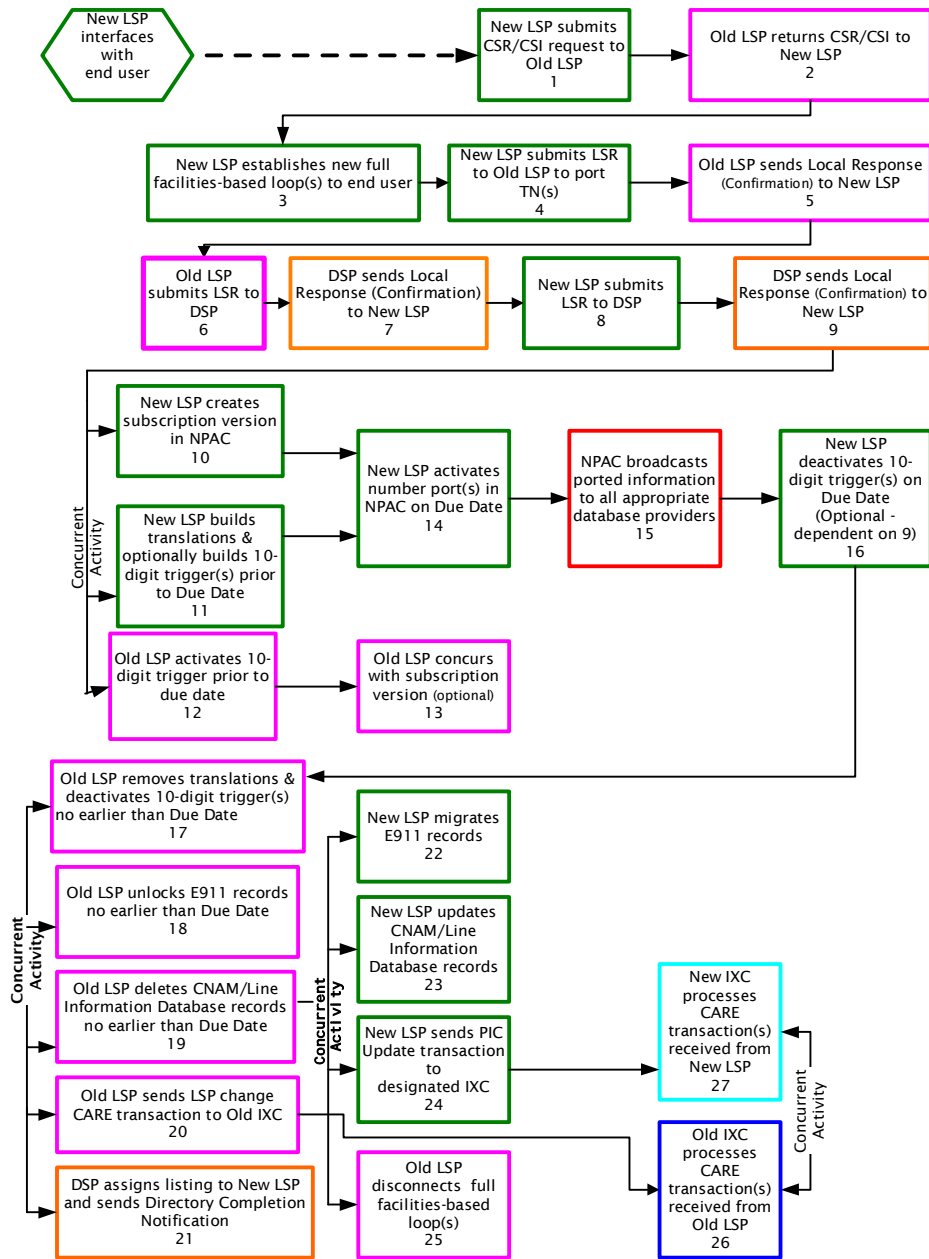 New LSP
interfaces
with
end user
New LSP submits
CSR/CSI request to
Old LSP
1
Old LSP returns CSR/CSI to
New LSP
2
New LSP establishes new full
facilities-based loop(s) to end user
3
New LSP submits LSR
to Old LSP to port
TN(s)
4
Old LSP sends Local Response
(Confirmation) to New LSP
5
Old LSP
submits LSR to
DSP
6
DSP sends Local
Response (Confirmation)
to New LSP
7
New LSP submits
LSR to DSP
8
DSP sends Local
Response (Confirmation) to
New LSP
9
Concurrent
Activity
New LSP creates
subscription version
in NPAC
10
New LSP builds
translations &
optionally builds 10-
digit trigger(s) prior
to Due Date
11
Old LSP activates 10-
digit trigger prior to
due date
12
Old LSP concurs
with subscription
version (optional)
13
New LSP activates
number port(s) in
NPAC on Due Date
14
NPAC broadcasts
ported information
to all appropriate
database providers
15
New LSP
deactivates 10-
digit trigger(s) on
Due Date
(Optional -
dependent on 9)
16
Concurrent
Activity
Old LSP removes translations &
deactivates 10-digit trigger(s)
no earlier than Due Date
17
Old LSP unlocks E911 records
no earlier than Due Date
18
Old LSP deletes CNAM/Line
Information Database records
no earlier than Due Date
19
Old LSP sends LSP change
CARE transaction to Old IXC
20
DSP assigns listing to New LSP
and sends Directory Completion
Notification
21
Concurrent
Activity
New LSP migrates
E911 records
22
New LSP updates
CNAM/Line
Information
Database records
23
New LSP sends PIC
Update transaction
to
designated IXC
24
Old LSP
disconnects full
facilities-based
loop(s)
25
New IXC
processes
CARE
transaction(s)
received from
New LSP
27
Old IXC
processes
CARE
transaction(s)
received from
Old LSP
26
Concurrent
Activity